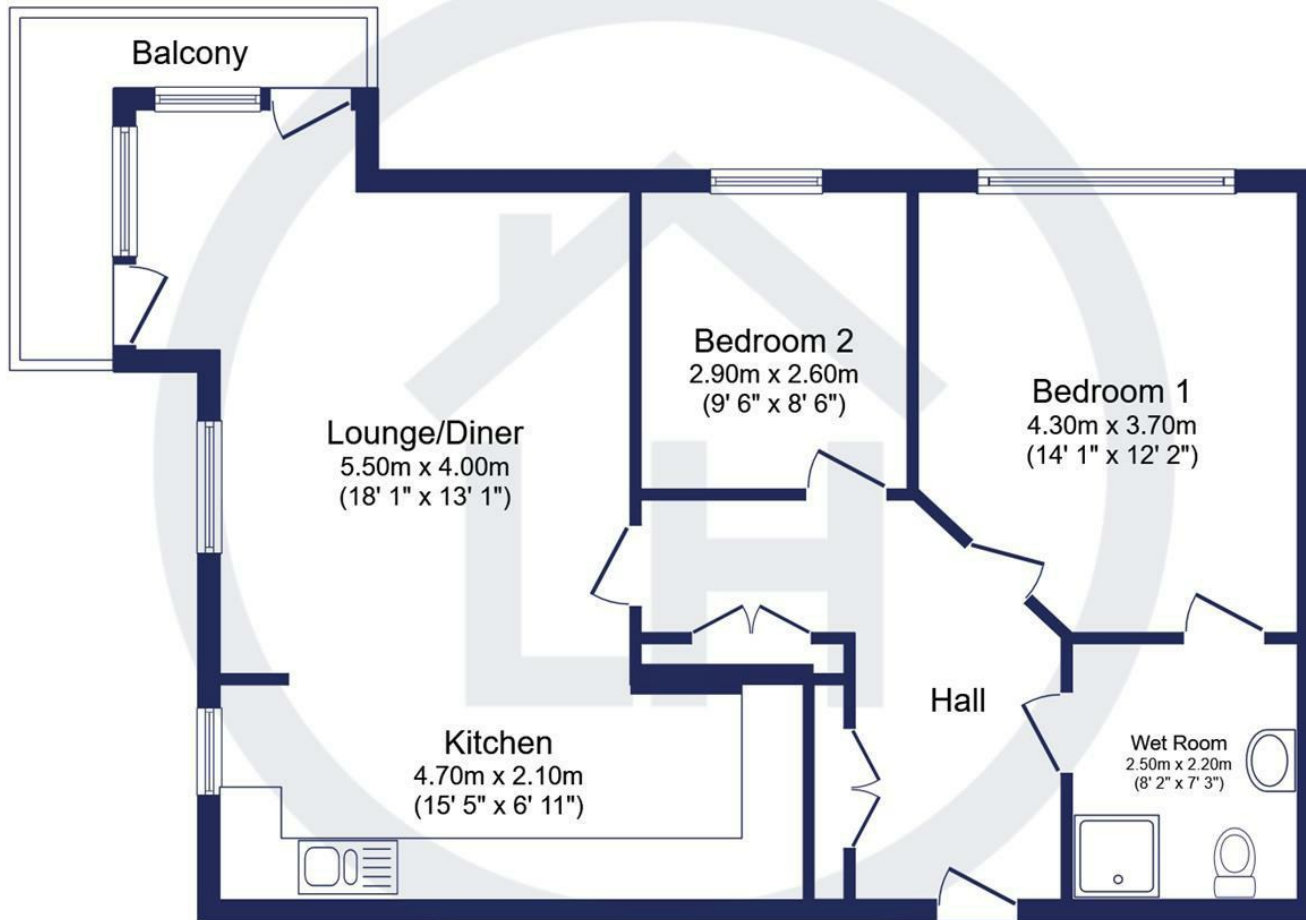 Balcony
Bedroom 2
2.90m x 2.60m
(9' 6" x 8' 6")
Bedroom 1
4.30m x 3.70m
(14' 1" x 12' 2")
Lounge/Diner
5.50m x 4.00m
(18' 1" x 13' 1")
Hall
Kitchen
4.70m x 2.10m
(15' 5" x 6' 11")
Wet Room
2.50m x 2.20m
(8' 2" x 7' 3")
LH